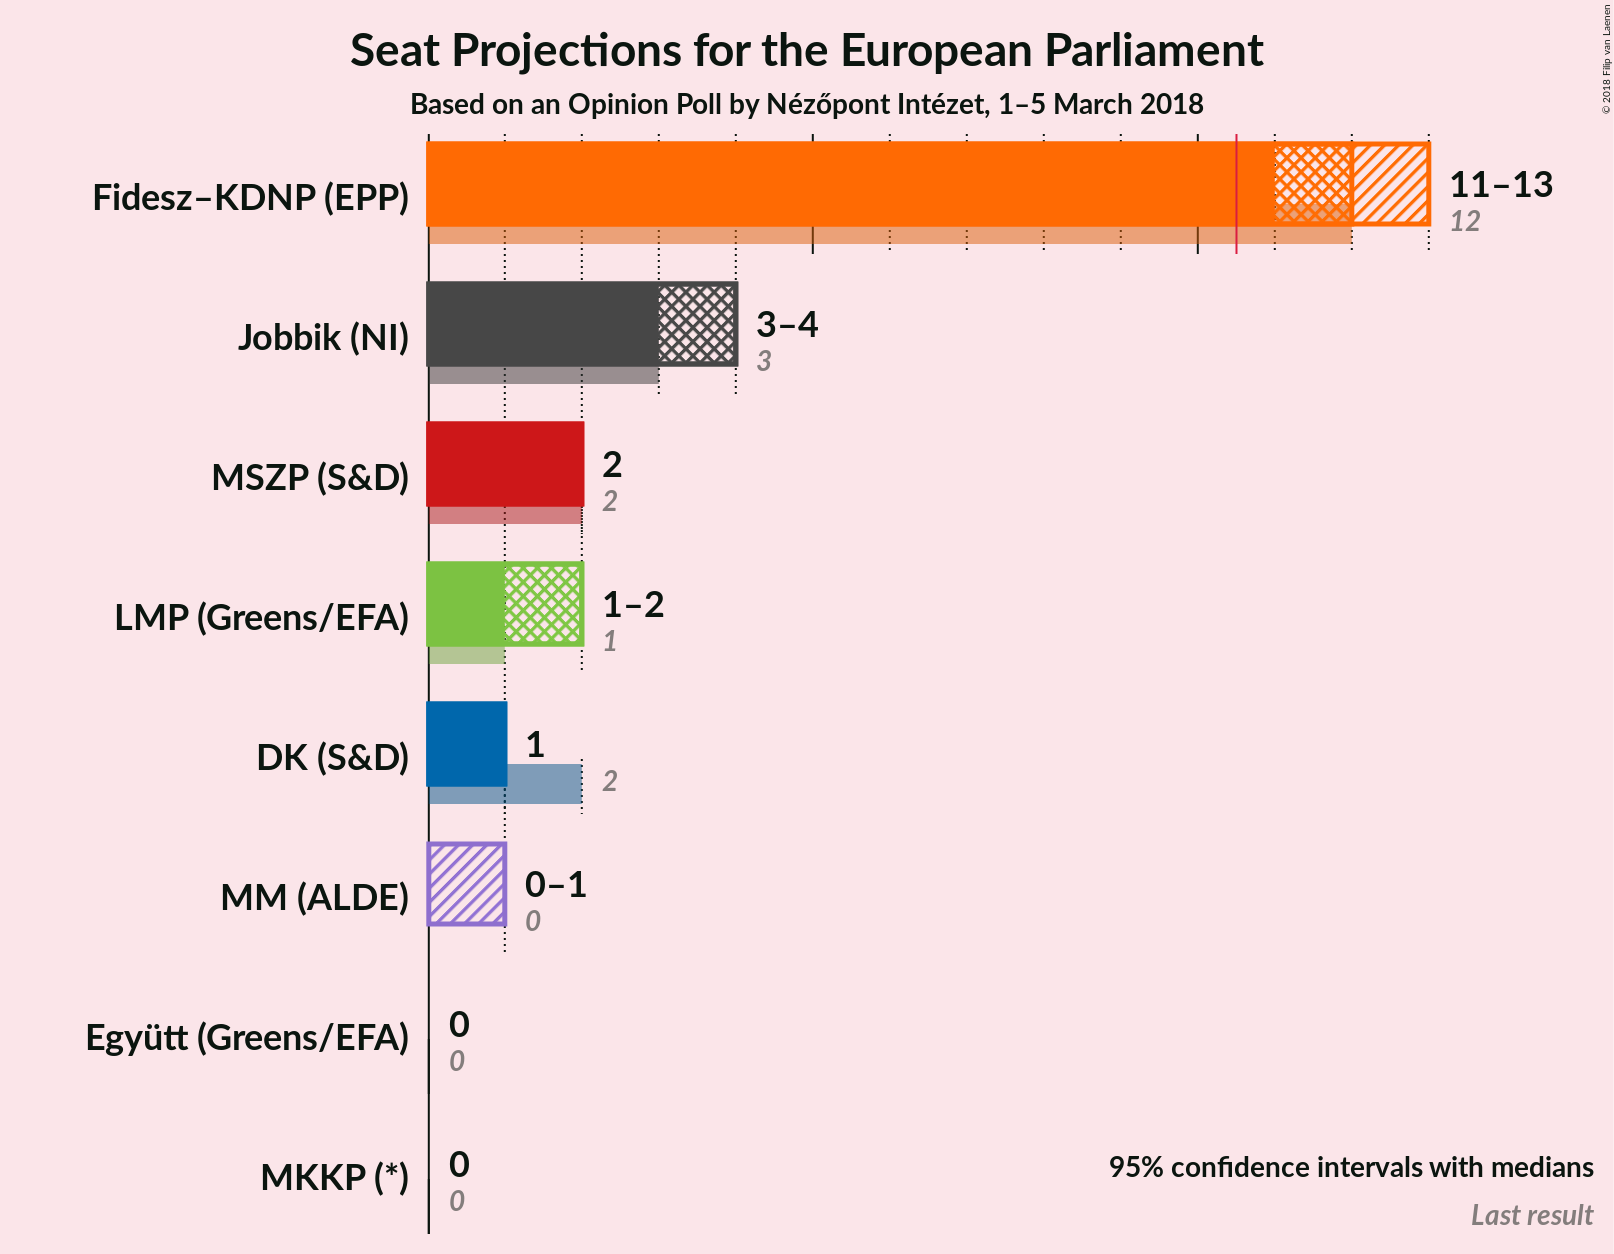 Seat Projections for the European Parliament
Based on an Opinion Poll by Nézőpont Intézet, 1–5 March 2018
© 2018 Filip van Laenen
Fidesz–KDNP (EPP)
11–13
12
Jobbik (NI)
3–4
3
MSZP (S&D)
2
2
LMP (Greens/EFA)
1–2
1
DK (S&D)
1
2
MM (ALDE)
0–1
0
Együtt (Greens/EFA)
0
0
MKKP (*)
0
0
95% confidence intervals with medians
Last result